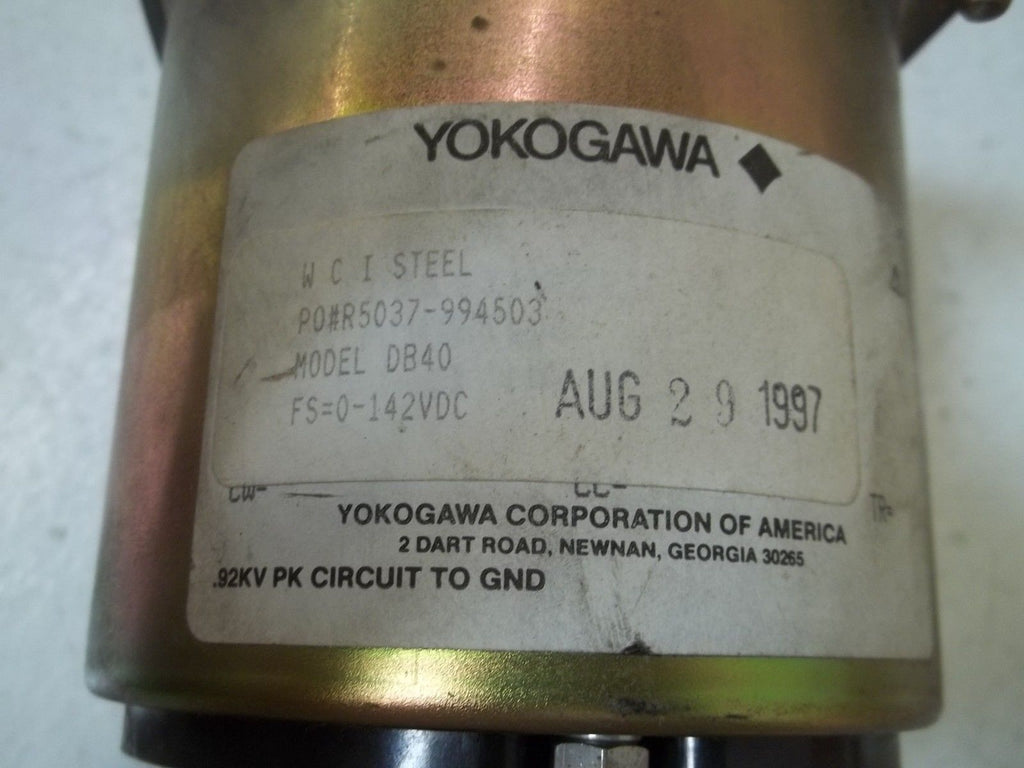 YOKOGAWA
W C I STEEL
PO#R5037-994503
MODEL DB40
FS=0-142VDC
AUG 29 1997
CW-
CC-
TR-
YOKOGAWA CORPORATION OF AMERICA
2 DART ROAD, NEWNAN, GEORGIA 30265
.92KV PK CIRCUIT TO GND